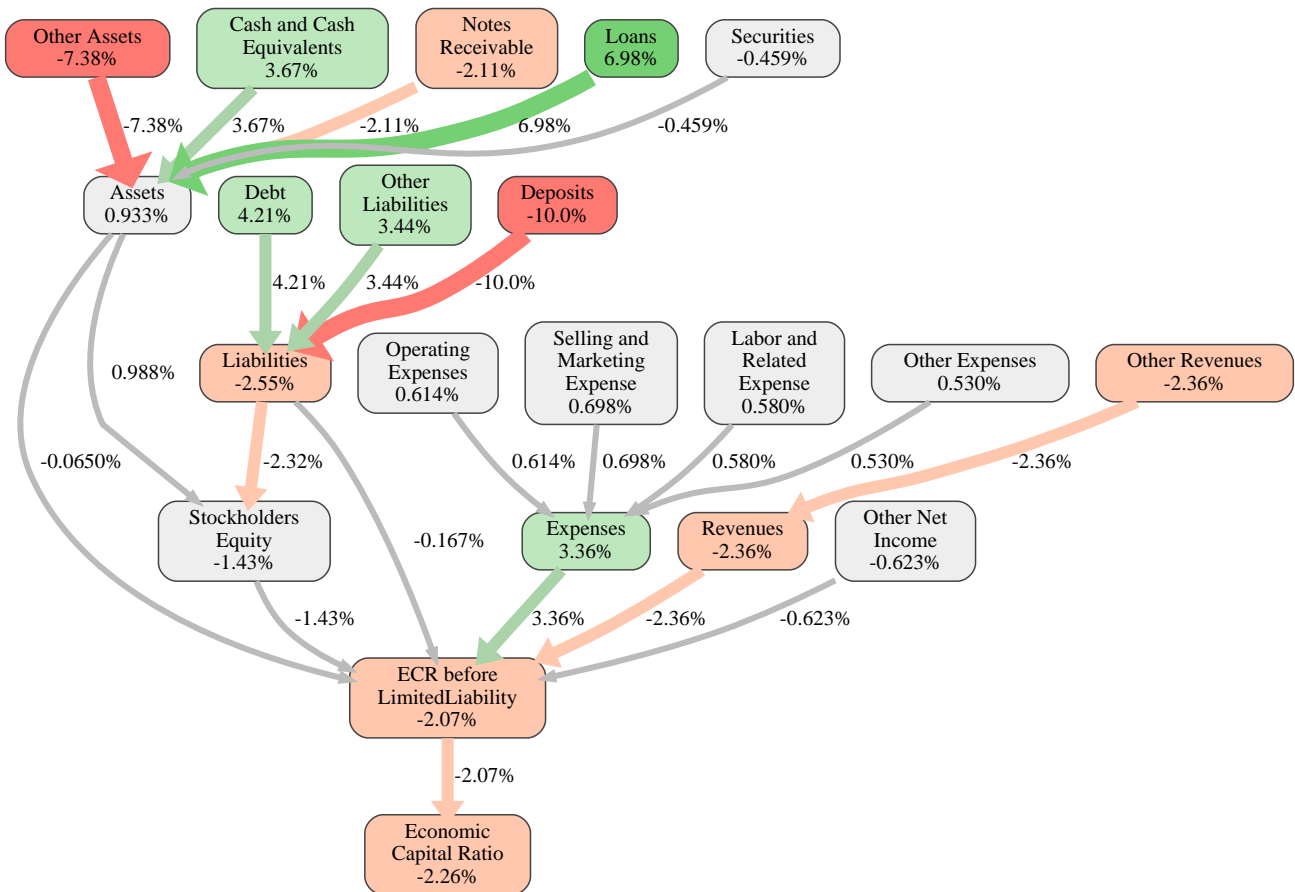 Other Assets
-7.38%
Cash and Cash
Equivalents
3.67%
Notes
Receivable
-2.11%
Loans
6.98%
Securities
-0.459%
-7.38%
3.67%
-2.11%
6.98%
-0.459%
Assets
0.933%
Debt
4.21%
Other
Liabilities
3.44%
Deposits
-10.0%
4.21%
3.44%
-10.0%
Liabilities
-2.55%
Operating
Expenses
0.614%
Selling and
Marketing
Expense
0.698%
Labor and
Related
Expense
0.580%
Other Expenses
0.530%
Other Revenues
-2.36%
0.988%
-0.0650%
-2.32%
0.614%
0.698%
0.580%
0.530%
-2.36%
Stockholders
Equity
-1.43%
-0.167%
Expenses
3.36%
Revenues
-2.36%
Other Net
Income
-0.623%
-1.43%
3.36%
-2.36%
-0.623%
ECR before
LimitedLiability
-2.07%
-2.07%
Economic
Capital Ratio
-2.26%